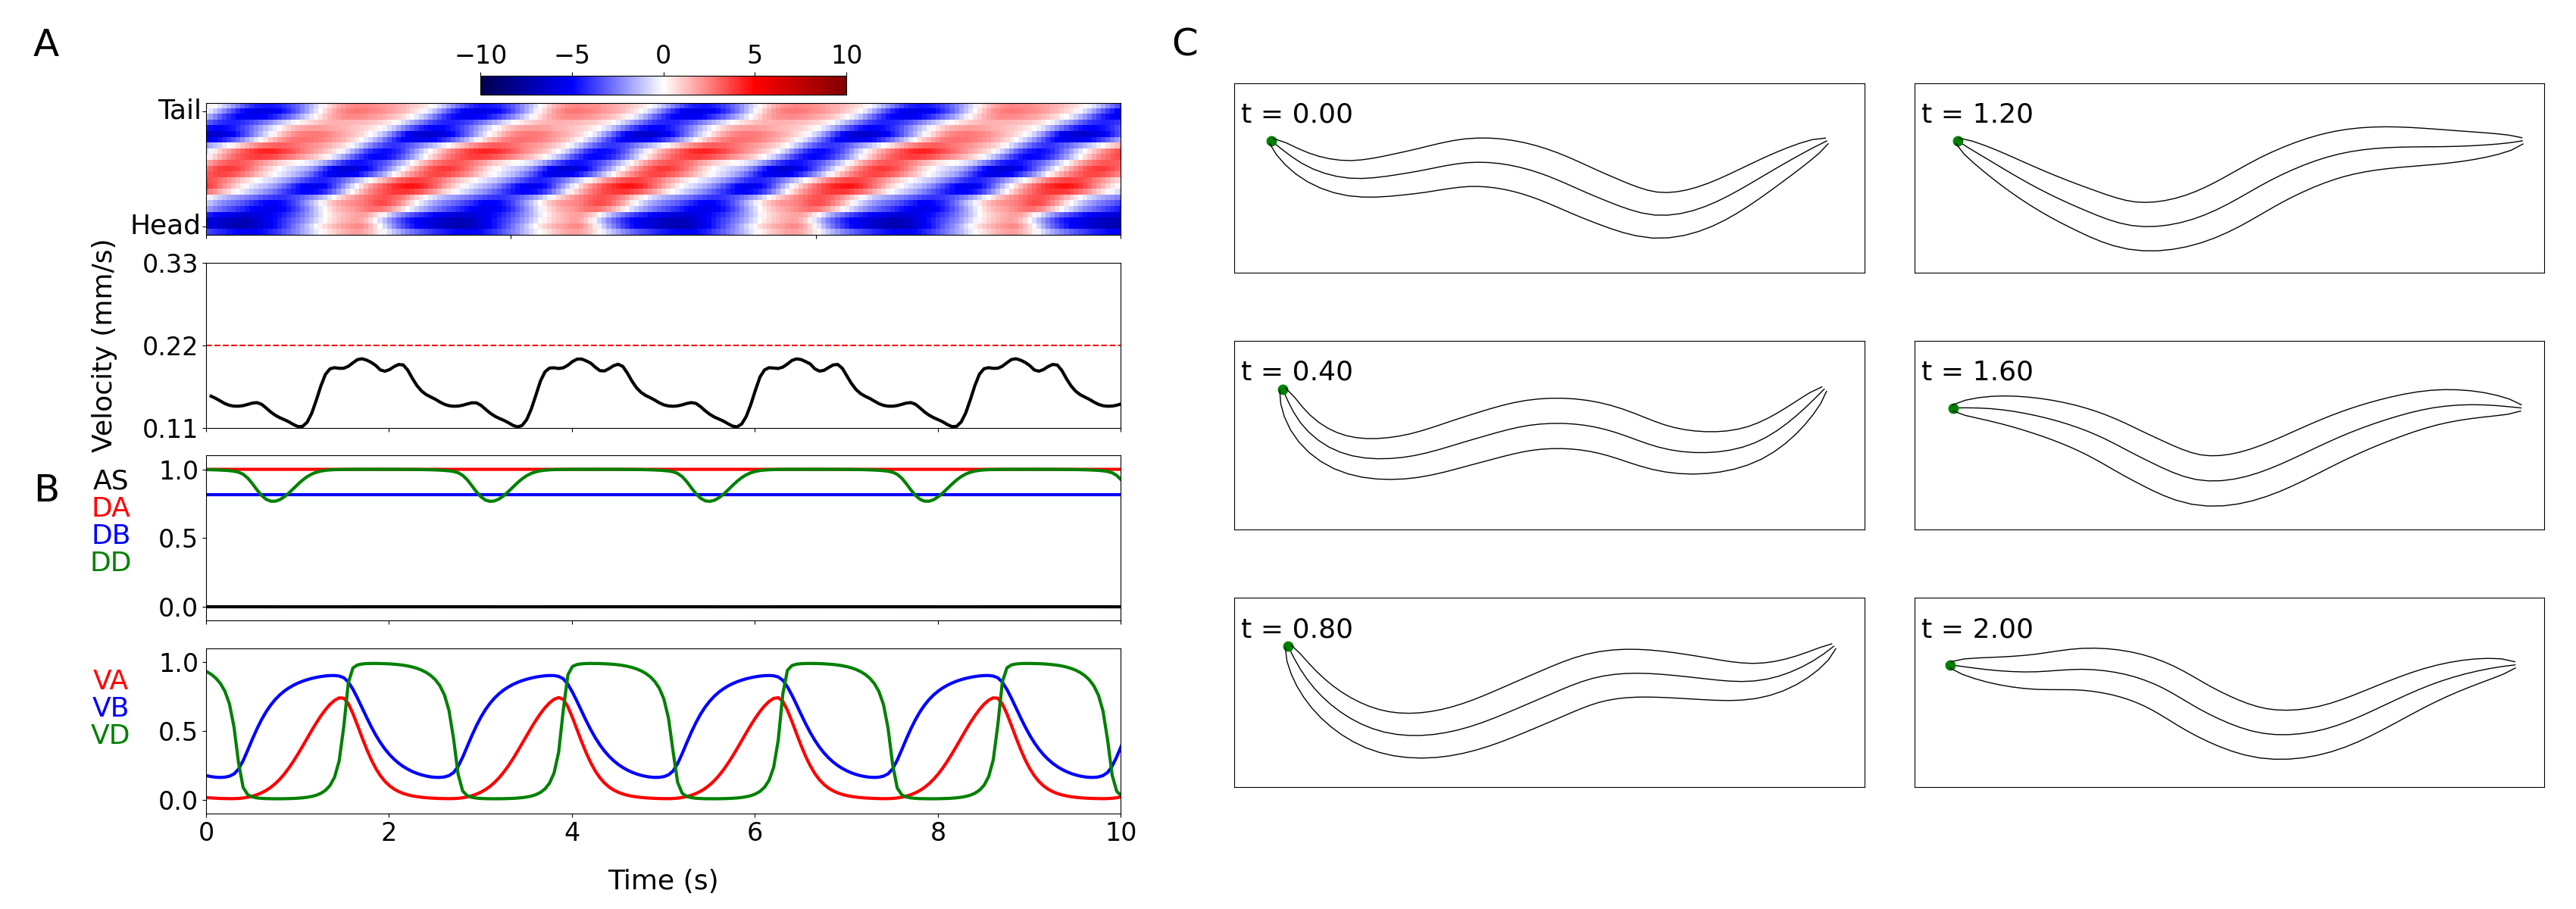 A
−10 −5 0 5 10
Tail
Head
Velocity (mm/s)
0.33
0.22
0.11
B
AS
DA
DB
DD
1.0
0.5
0.0
VA
VB
VD
1.0
0.5
0.0
0 2 4 6 8 10
Time (s)
C
t = 0.00
t = 1.20
t = 0.40
t = 1.60
t = 0.80
t = 2.00